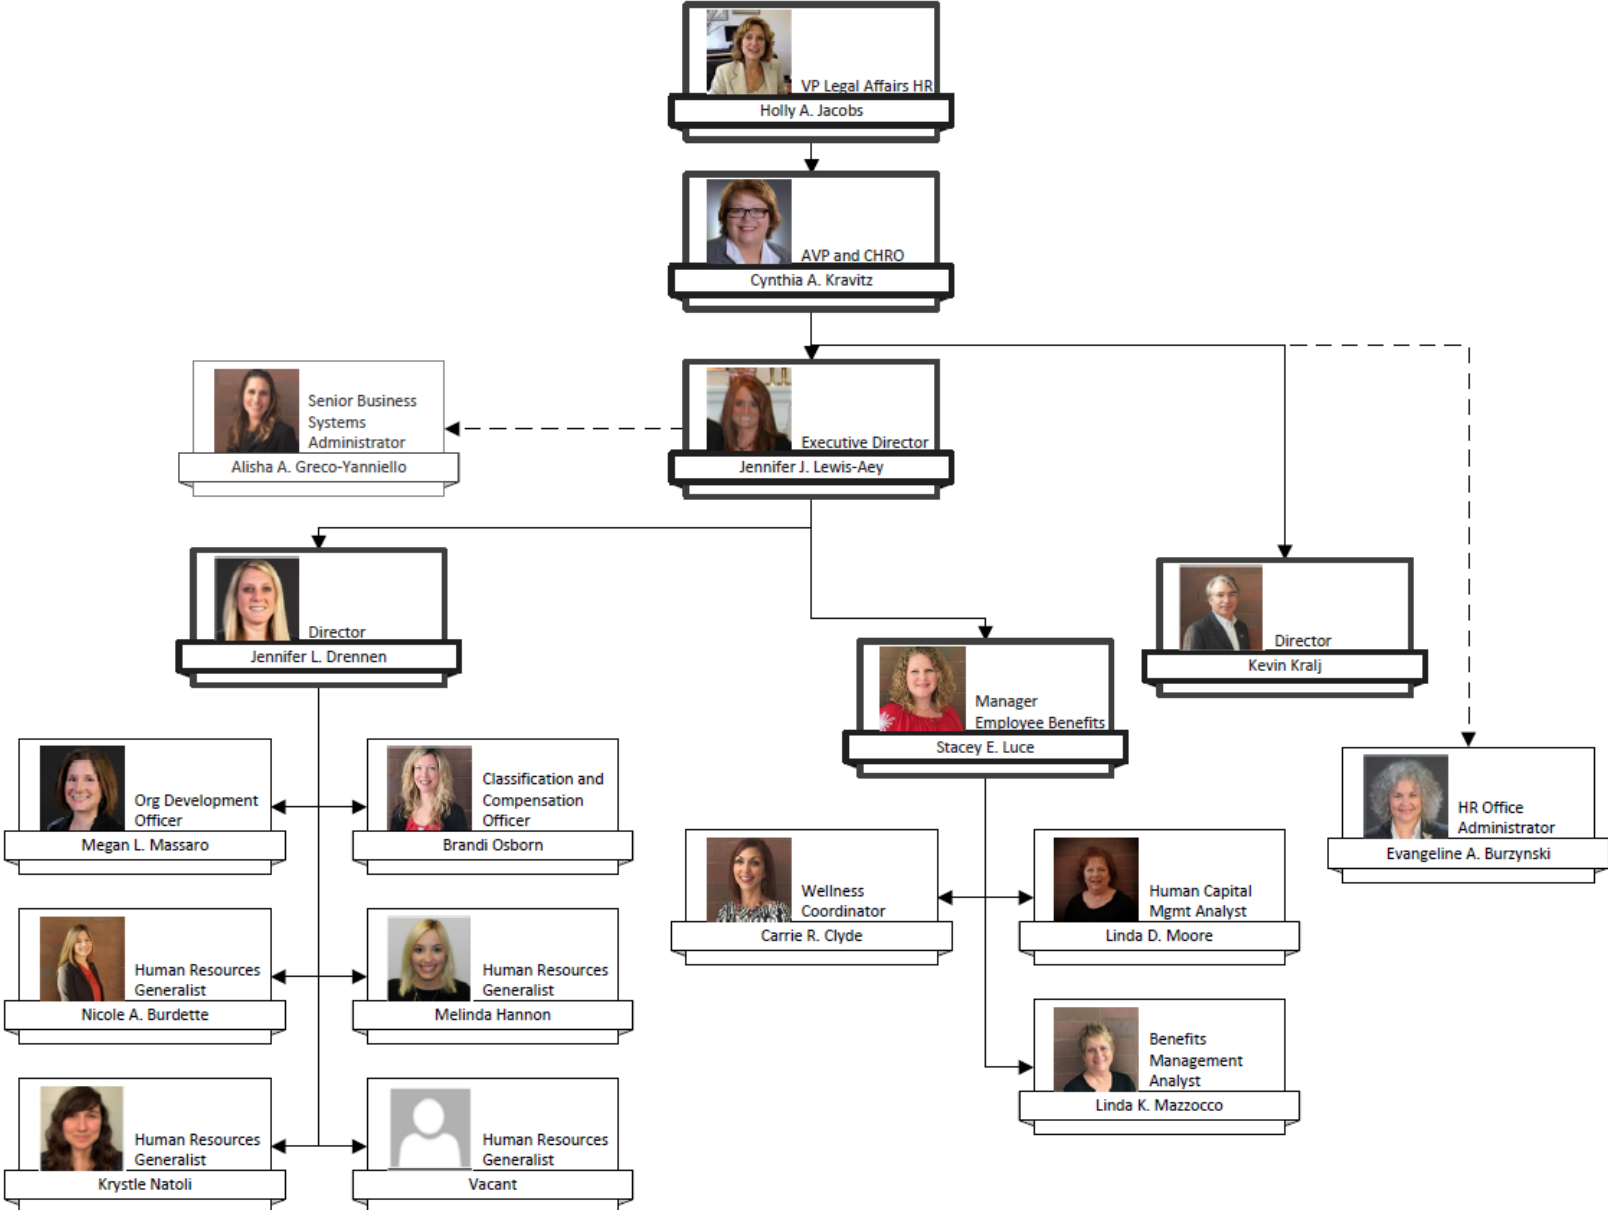 VP Legal Affairs HR
Holly A. Jacobs
AVP and CHRO
Cynthia A. Kravitz
Senior Business
Systems
Administrator
Alisha A. Greco-Yanniello
Executive Director
Jennifer J. Lewis-Aey
Director
Jennifer L. Drennen
Director
Kevin Kralj
Manager
Employee Benefits
Stacey E. Luce
Org Development
Officer
Megan L. Massaro
Classification and
Compensation
Officer
Brandi Osborn
HR Office
Administrator
Evangeline A. Burzynski
Wellness
Coordinator
Carrie R. Clyde
Human Capital
Mgmt Analyst
Linda D. Moore
Human Resources
Generalist
Nicole A. Burdette
Human Resources
Generalist
Melinda Hannon
Benefits
Management
Analyst
Linda K. Mazzocco
Human Resources
Generalist
Krystle Natoli
Human Resources
Generalist
Vacant